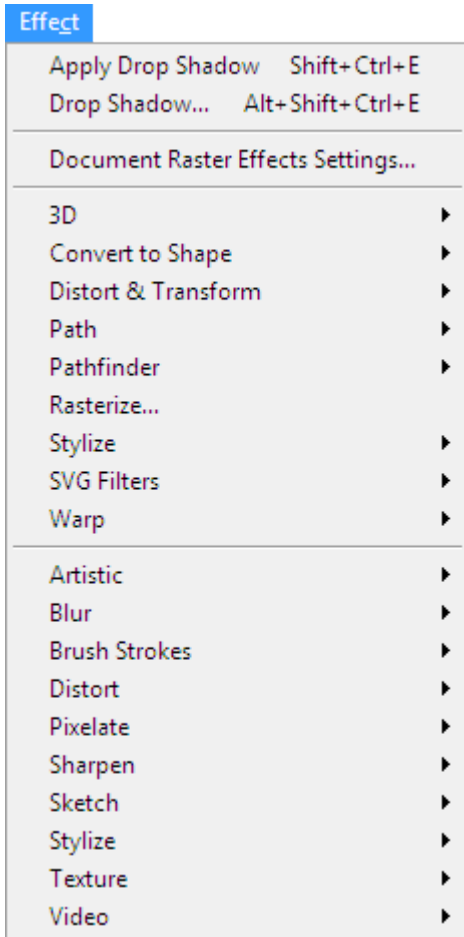 Effect
Apply Drop Shadow Shift+Ctrl+E
Drop Shadow... Alt+Shift+Ctrl+E
Document Raster Effects Settings...
3D
Convert to Shape
Distort & Transform
Path
Pathfinder
Rasterize...
Stylize
SVG Filters
Warp
Artistic
Blur
Brush Strokes
Distort
Pixelate
Sharpen
Sketch
Stylize
Texture
Video